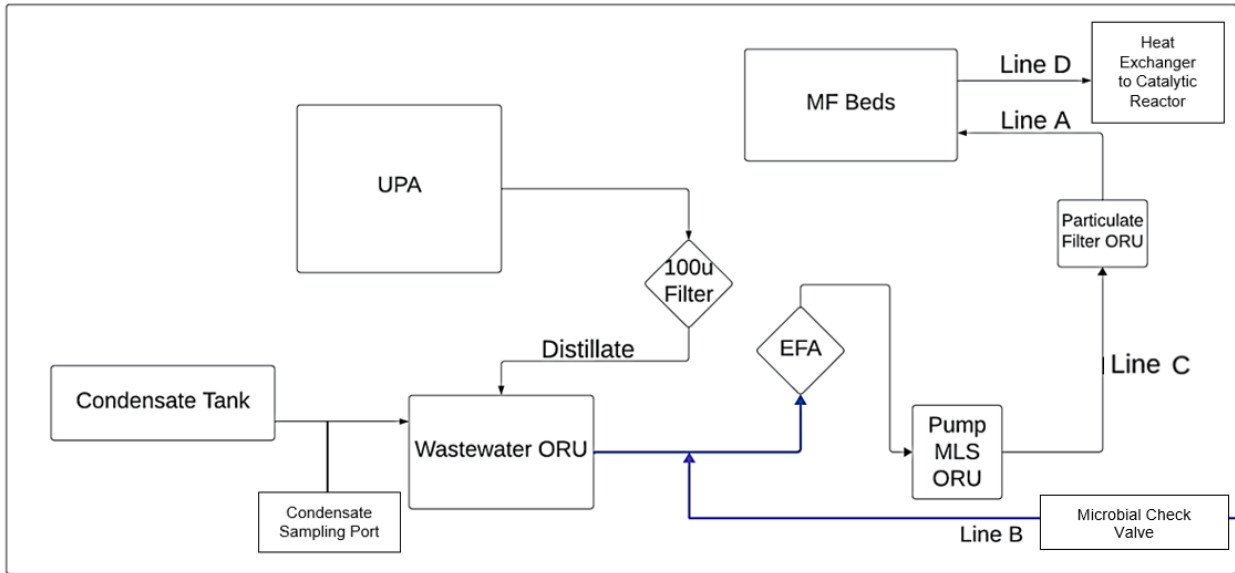 Heat
Exchanger
to Catalytic
Reactor
Line D
MF Beds
Line A
UPA
Particulate
Filter ORU
100u
Filter
Distillate
EFA
Line C
Condensate Tank
Wastewater ORU
Pump
MLS
ORU
Condensate
Sampling Port
Line B
Microbial Check
Valve